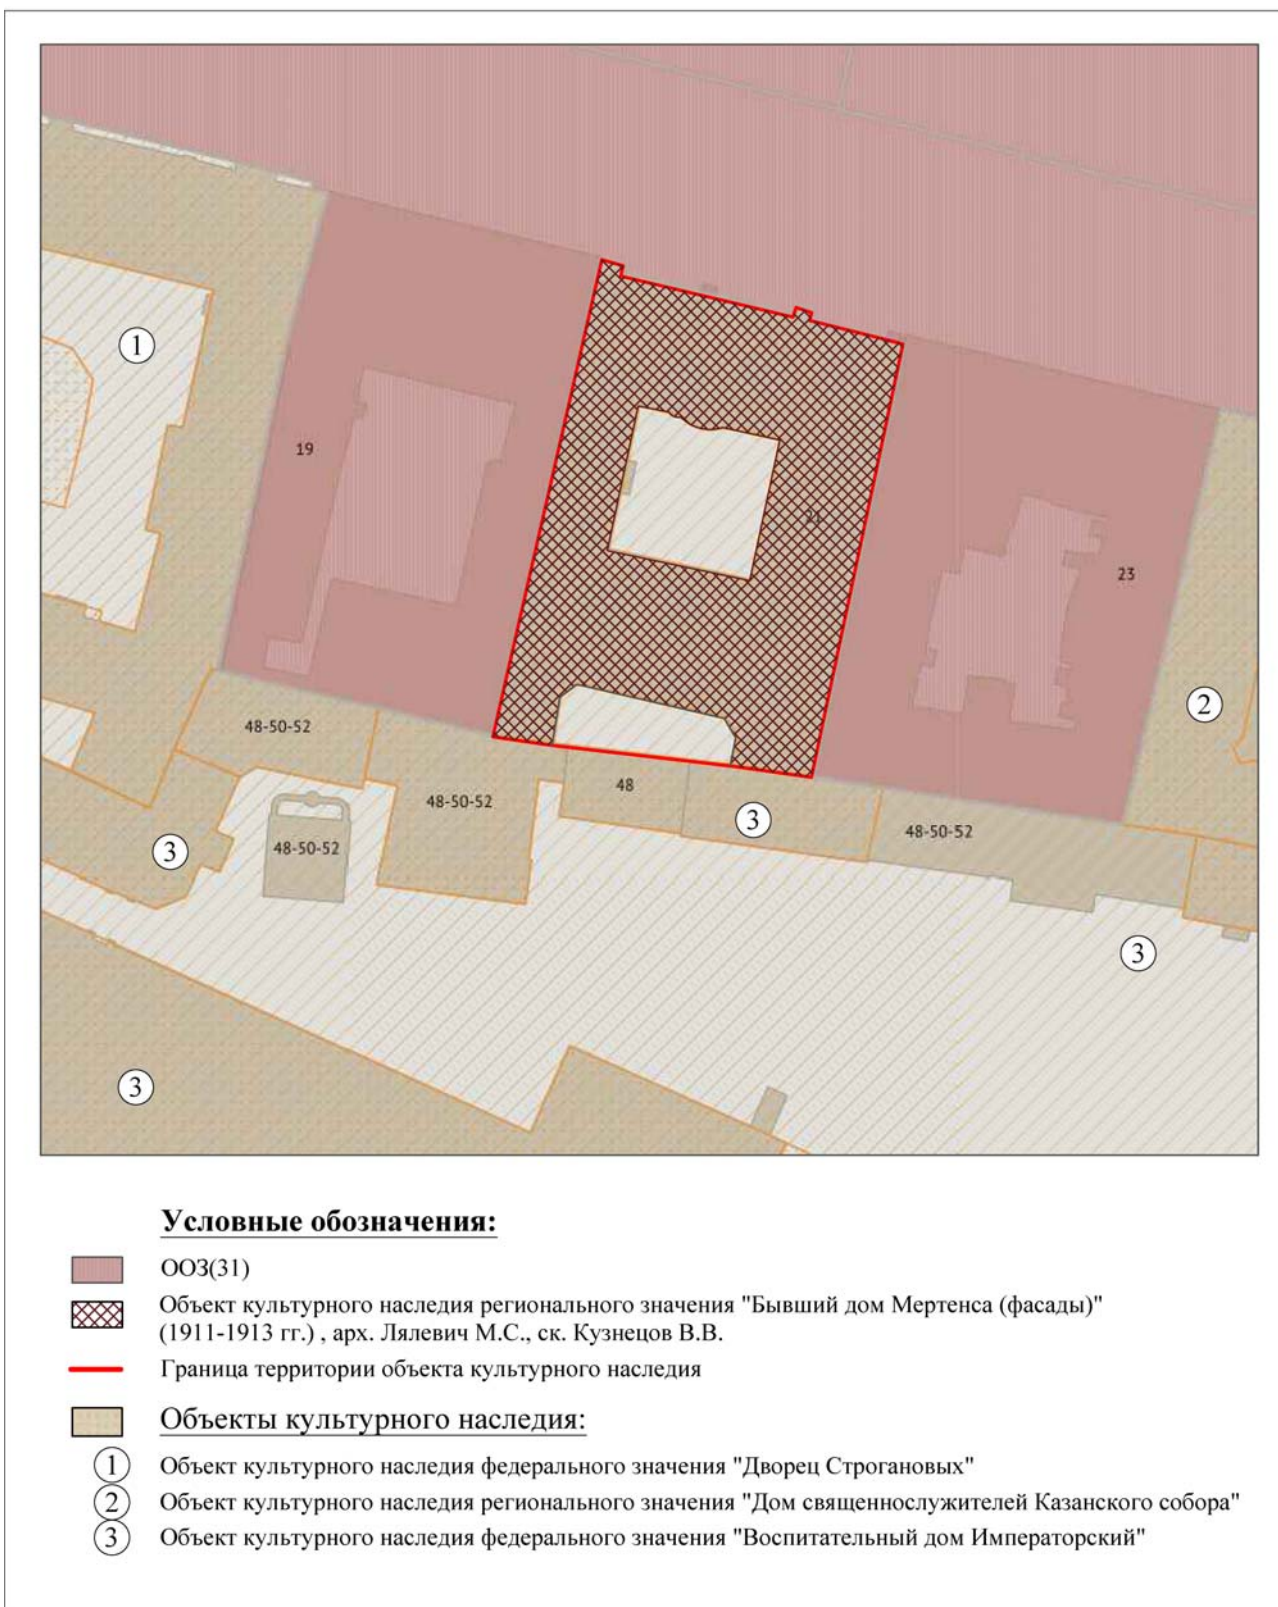 1
19
21
23
2
48-50-52
48-50-52
48
3
48-50-52
3
48-50-52
3
3
Условные обозначения:
ООЗ(31)
Объект культурного наследия регионального значения "Бывший дом Мертенса (фасады)"
(1911-1913 гг.) , арх. Лялевич М.С., ск. Кузнецов В.В.
Граница территории объекта культурного наследия
Объекты культурного наследия:
1 Объект культурного наследия федерального значения "Дворец Строгановых"
2 Объект культурного наследия регионального значения "Дом священнослужителей Казанского собора"
3 Объект культурного наследия федерального значения "Воспитательный дом Императорский"